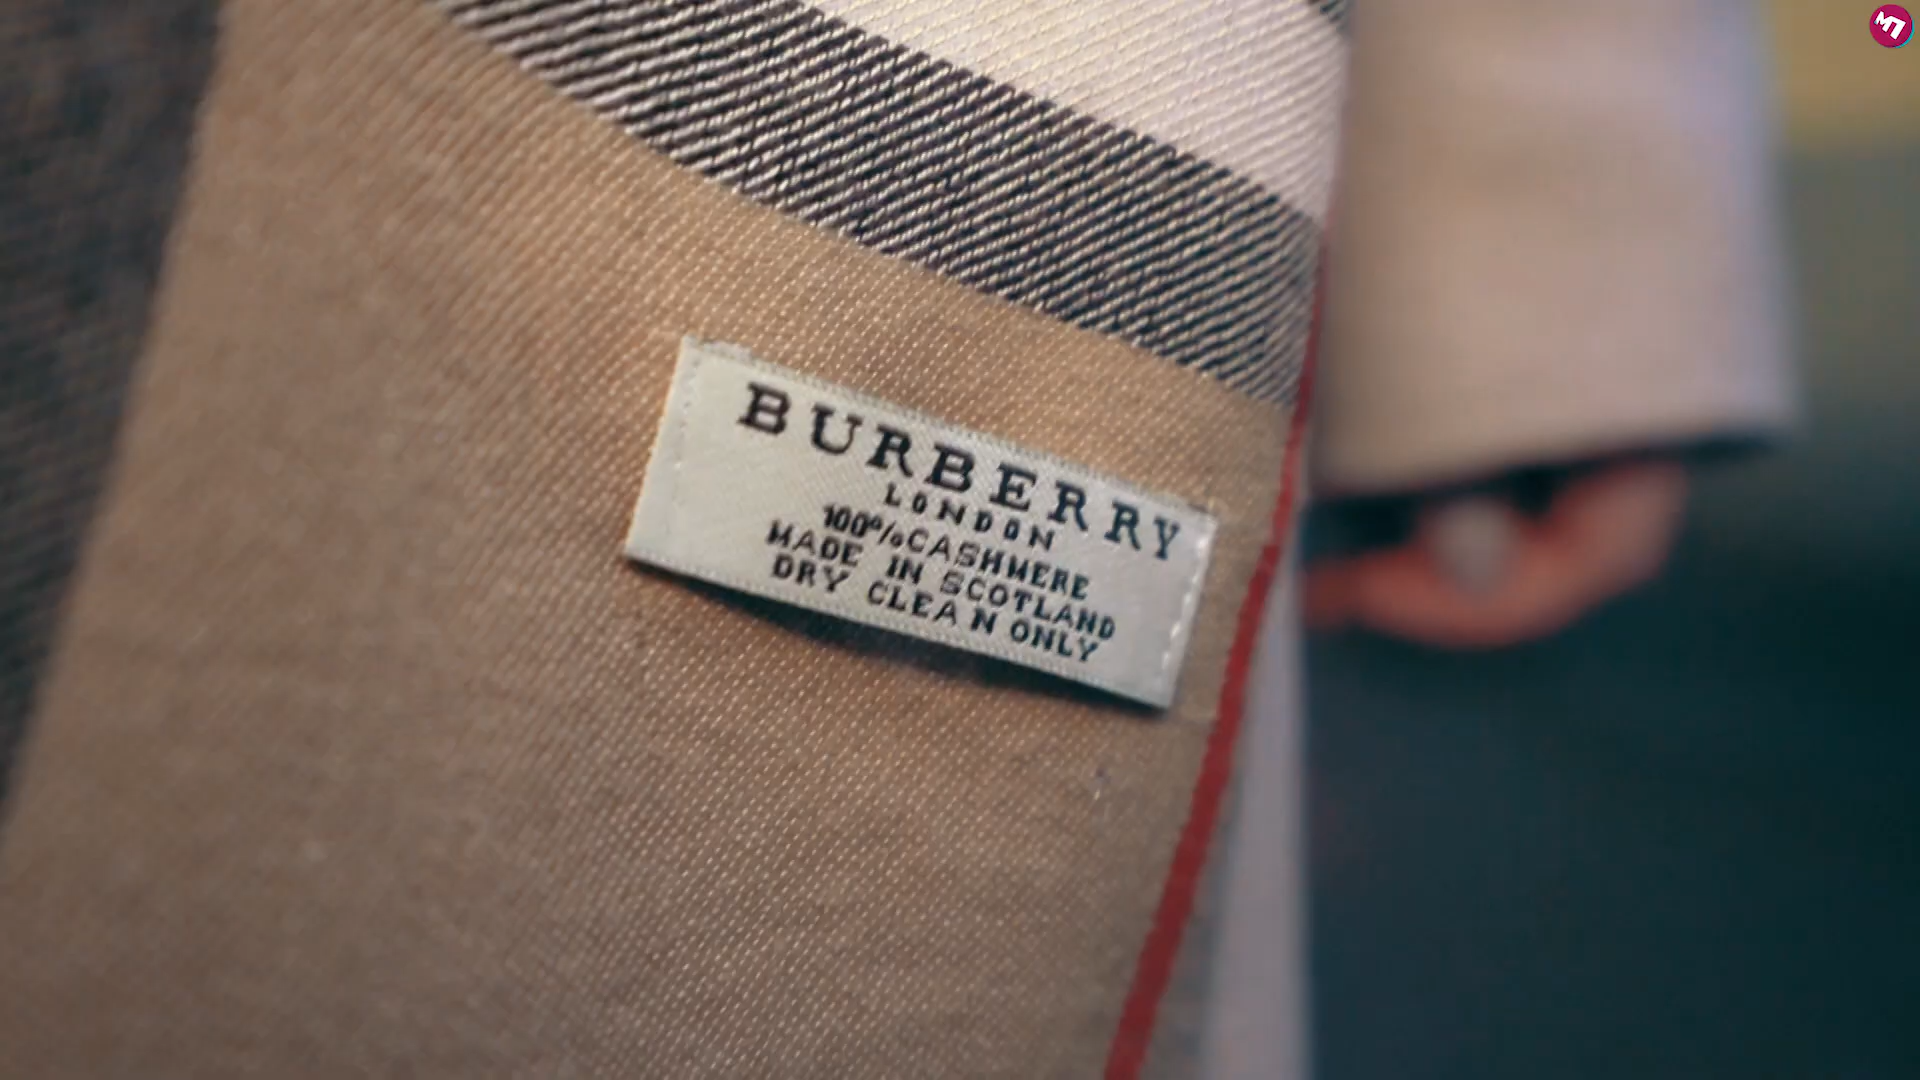 BURBERRY
LONDON
100% CASHMERE
MADE IN SCOTLAND
DRY CLEAN ONLY